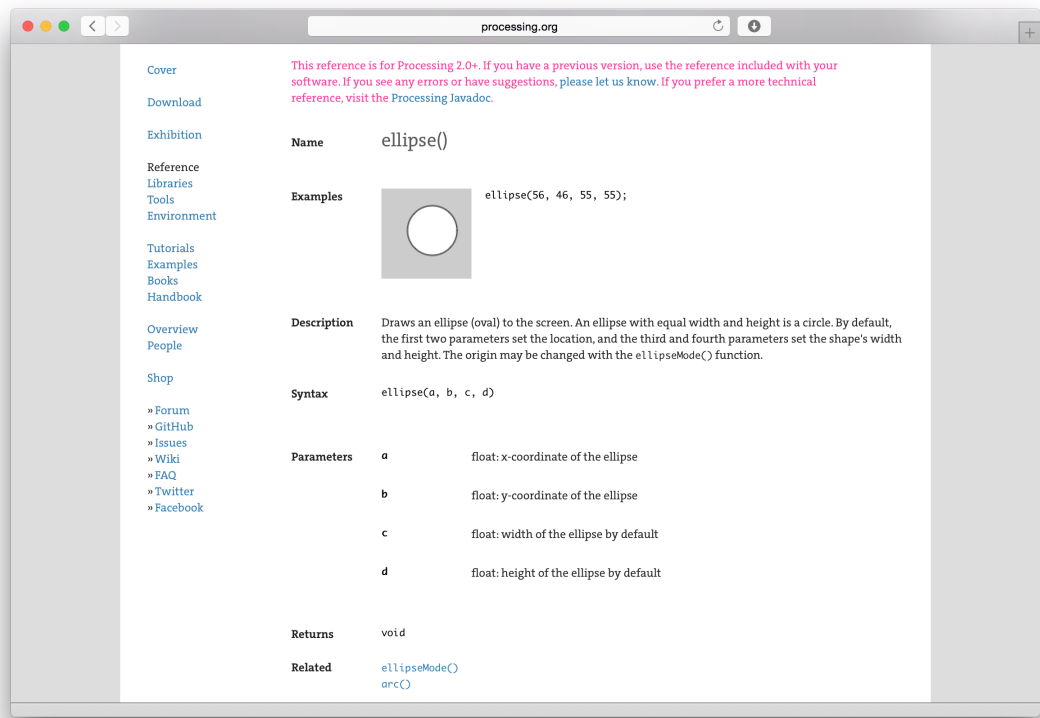 processing.org
Cover
Download
Exhibition
Reference
Libraries
Tools
Environment
Tutorials
Examples
Books
Handbook
Overview
People
Shop
» Forum
» GitHub
» Issues
» Wiki
» FAQ
» Twitter
» Facebook
This reference is for Processing 2.0+. If you have a previous version, use the reference included with your
software. If you see any errors or have suggestions, please let us know. If you prefer a more technical
reference, visit the Processing Javadoc.
Name ellipse()
Examples ellipse(56, 46, 55, 55);
Description Draws an ellipse (oval) to the screen. An ellipse with equal width and height is a circle. By default,
the first two parameters set the location, and the third and fourth parameters set the shape's width
and height. The origin may be changed with the ellipseMode() function.
Syntax ellipse(a, b, c, d)
Parameters a float: x-coordinate of the ellipse
b float: y-coordinate of the ellipse
c float: width of the ellipse by default
d float: height of the ellipse by default
Returns void
Related ellipseMode()
arc()